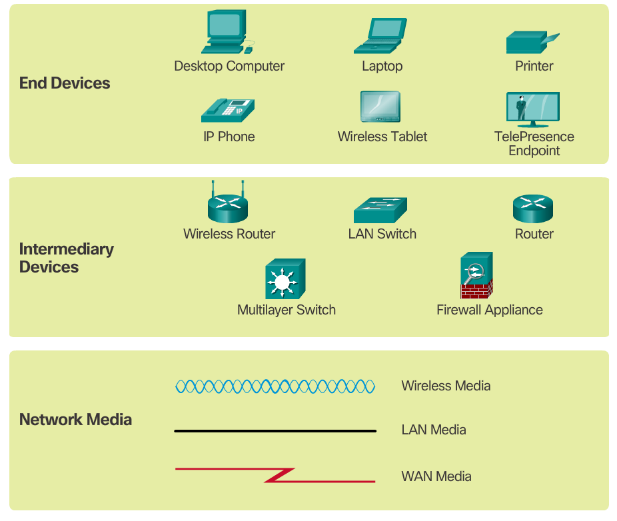 End Devices
Desktop Computer
Laptop
Printer
IP Phone
Wireless Tablet
TelePresence
Endpoint
Intermediary
Devices
Wireless Router
LAN Switch
Router
Multilayer Switch
Firewall Appliance
Network Media
Wireless Media
LAN Media
WAN Media